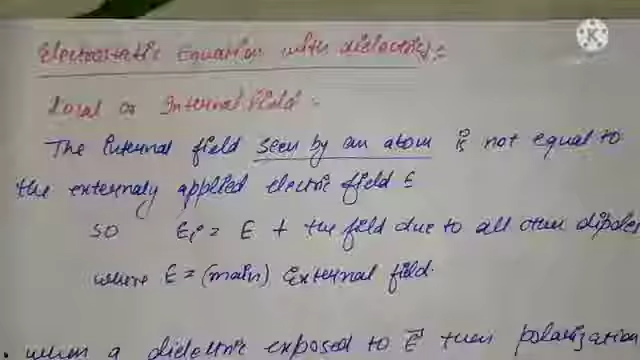 Electrostatic Equation with dielectrics:-
Local or Internal field :-
The internal field seen by an atom is not equal to
the externaly applied electric field E
so Ei = E + the field due to all other dipoles
where E = (main) External field.
. when a dielectric exposed to E⃗ then polarization
K
KINEMASTER